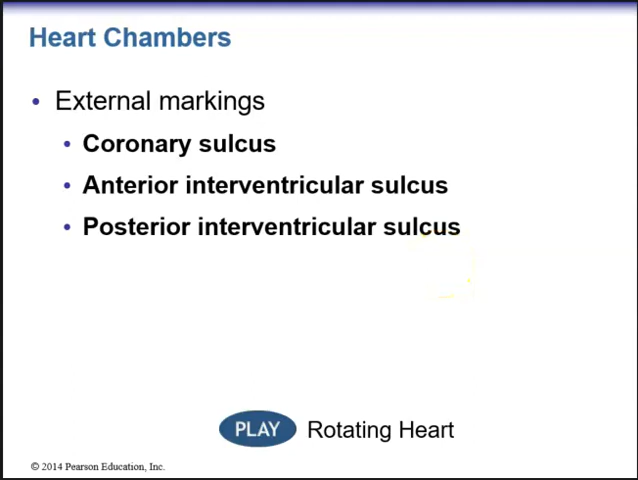 Heart Chambers
• External markings
• Coronary sulcus
• Anterior interventricular sulcus
• Posterior interventricular sulcus
PLAY Rotating Heart
© 2014 Pearson Education, Inc.